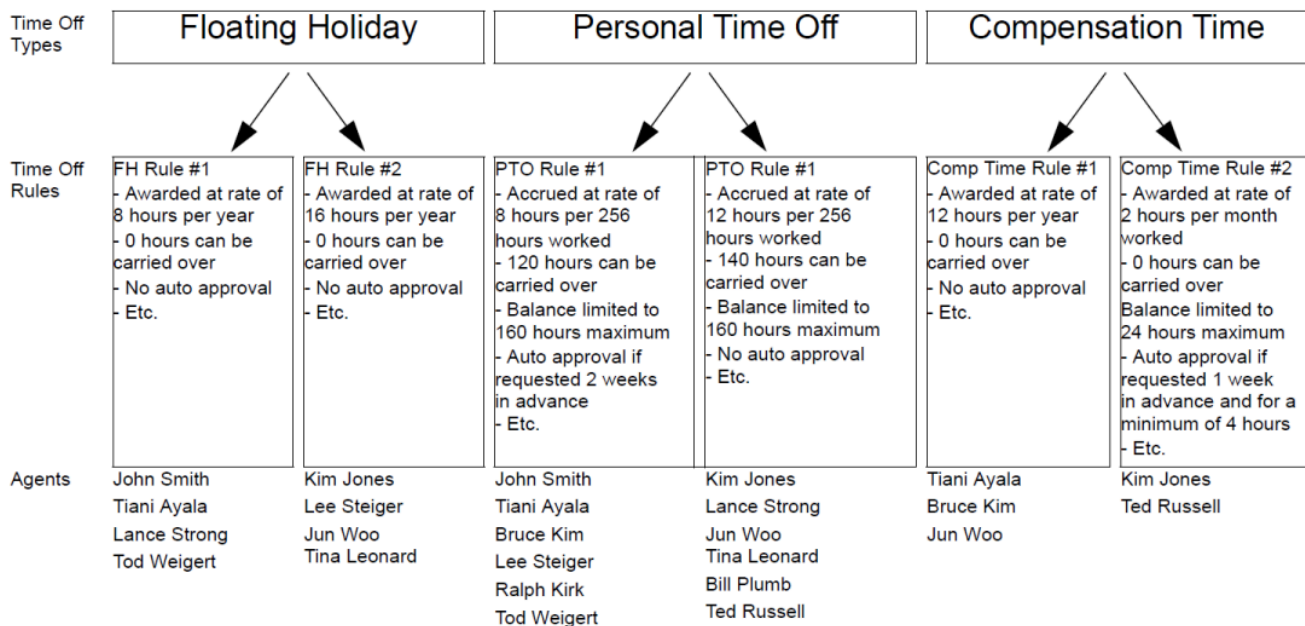 Time Off
Types
Floating Holiday
Personal Time Off
Compensation Time
Time Off
Rules
FH Rule #1
- Awarded at rate of
8 hours per year
- 0 hours can be
carried over
- No auto approval
- Etc.
FH Rule #2
- Awarded at rate of
16 hours per year
- 0 hours can be
carried over
- No auto approval
- Etc.
PTO Rule #1
- Accrued at rate of
8 hours per 256
hours worked
- 120 hours can be
carried over
- Balance limited to
160 hours maximum
- Auto approval if
requested 2 weeks
in advance
- Etc.
PTO Rule #1
- Accrued at rate of
12 hours per 256
hours worked
- 140 hours can be
carried over
- Balance limited to
160 hours maximum
- No auto approval
- Etc.
Comp Time Rule #1
- Awarded at rate of
12 hours per year
- 0 hours can be
carried over
- No auto approval
- Etc.
Comp Time Rule #2
- Awarded at rate of
2 hours per month
worked
- 0 hours can be
carried over
Balance limited to
24 hours maximum
- Auto approval if
requested 1 week
in advance and for a
minimum of 4 hours
- Etc.
Agents
John Smith
Tiani Ayala
Lance Strong
Tod Weigert
Kim Jones
Lee Steiger
Jun Woo
Tina Leonard
John Smith
Tiani Ayala
Bruce Kim
Lee Steiger
Ralph Kirk
Tod Weigert
Kim Jones
Lance Strong
Jun Woo
Tina Leonard
Bill Plumb
Ted Russell
Tiani Ayala
Bruce Kim
Jun Woo
Kim Jones
Ted Russell